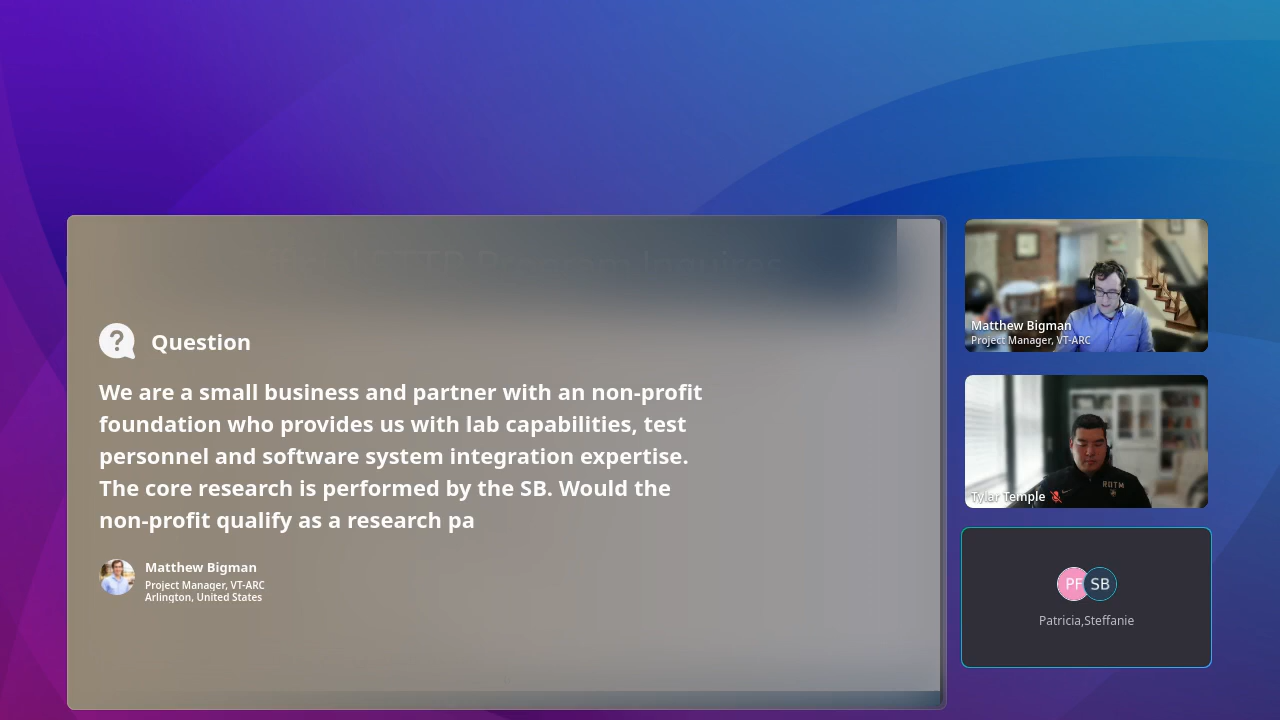 Question
We are a small business and partner with an non-profit
foundation who provides us with lab capabilities, test
personnel and software system integration expertise.
The core research is performed by the SB. Would the
non-profit qualify as a research pa
Matthew Bigman
Project Manager, VT-ARC
Arlington, United States
Matthew Bigman
Project Manager, VT-ARC
Tylar Temple
PF SB
Patricia,Steffanie